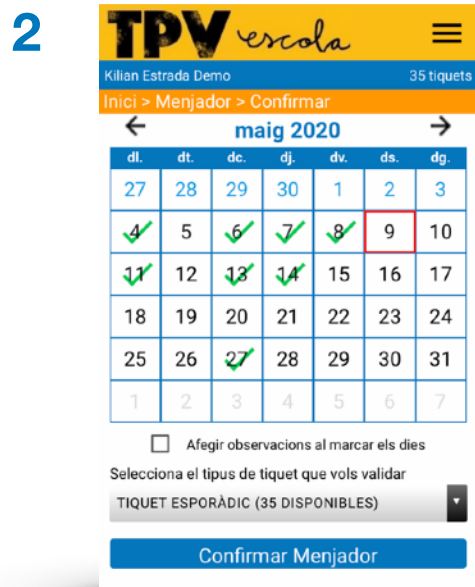 2
TPV escola
Kilian Estrada Demo 35 tiquets
Inici > Menjador > Confirmar
maig 2020
dl. dt. dc. dj. dv. ds. dg.
27 28 29 30 1 2 3
4 5 6 7 8 9 10
11 12 13 14 15 16 17
18 19 20 21 22 23 24
25 26 27 28 29 30 31
1 2 3 4 5 6 7
Afegir observacions al marcar els dies
Selecciona el tipus de tiquet que vols validar
TIQUET ESPORÀDIC (35 DISPONIBLES)
Confirmar Menjador